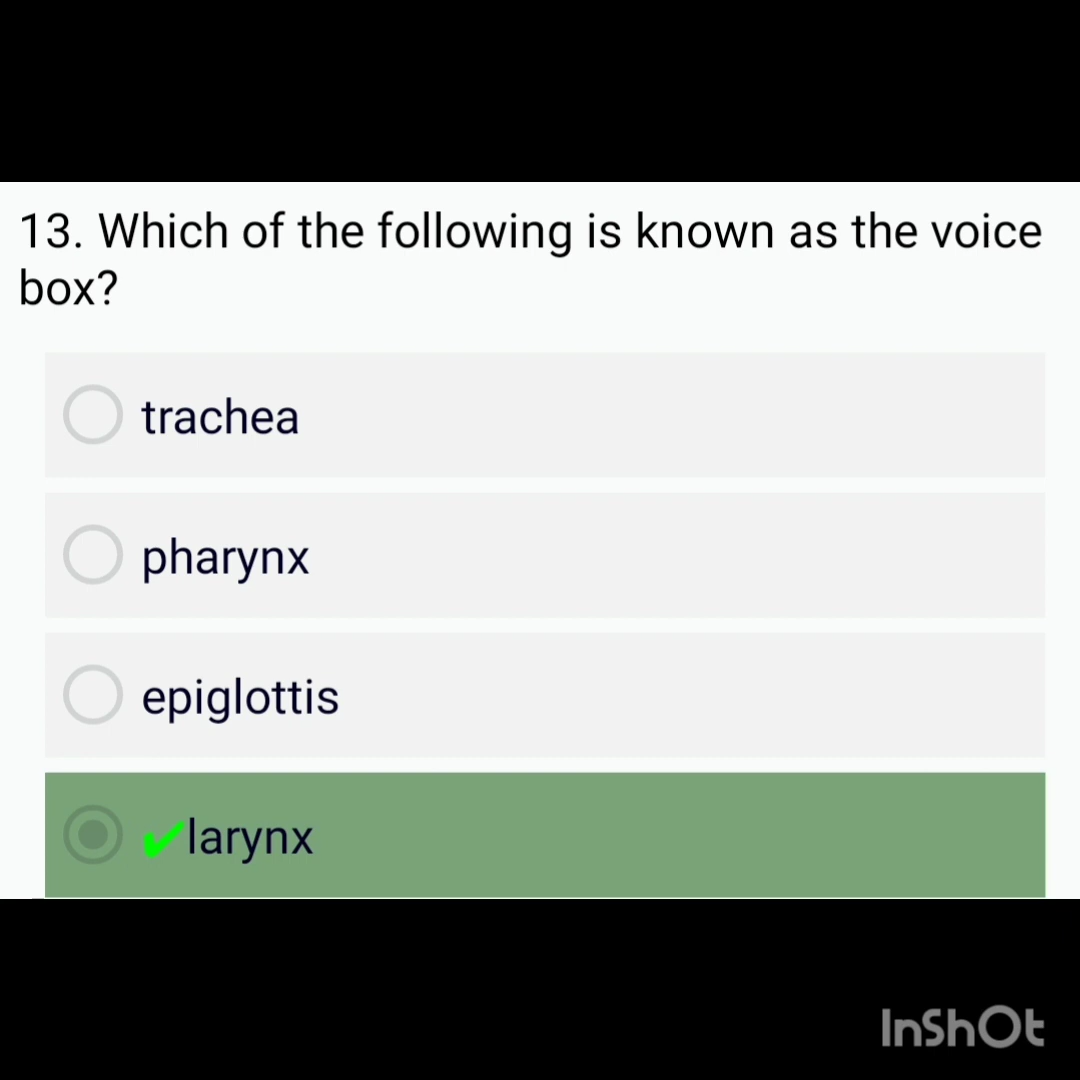 13. Which of the following is known as the voice
box?
trachea
pharynx
epiglottis
✔larynx
InShOt